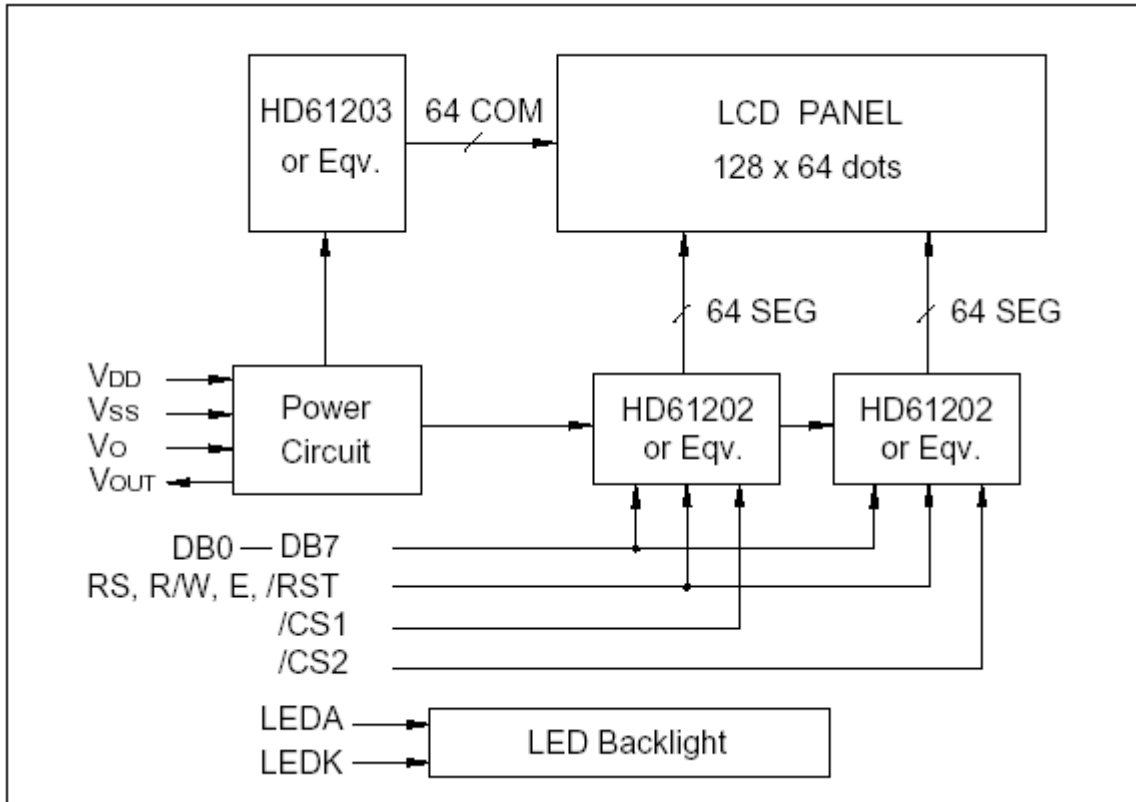 HD61203
or Eqv.
64 COM
LCD PANEL
128 x 64 dots
64 SEG
64 SEG
VDD
VSS
VO
VOUT
Power
Circuit
HD61202
or Eqv.
HD61202
or Eqv.
DB0 — DB7
RS, R/W, E, /RST
/CS1
/CS2
LEDA
LEDK
LED Backlight